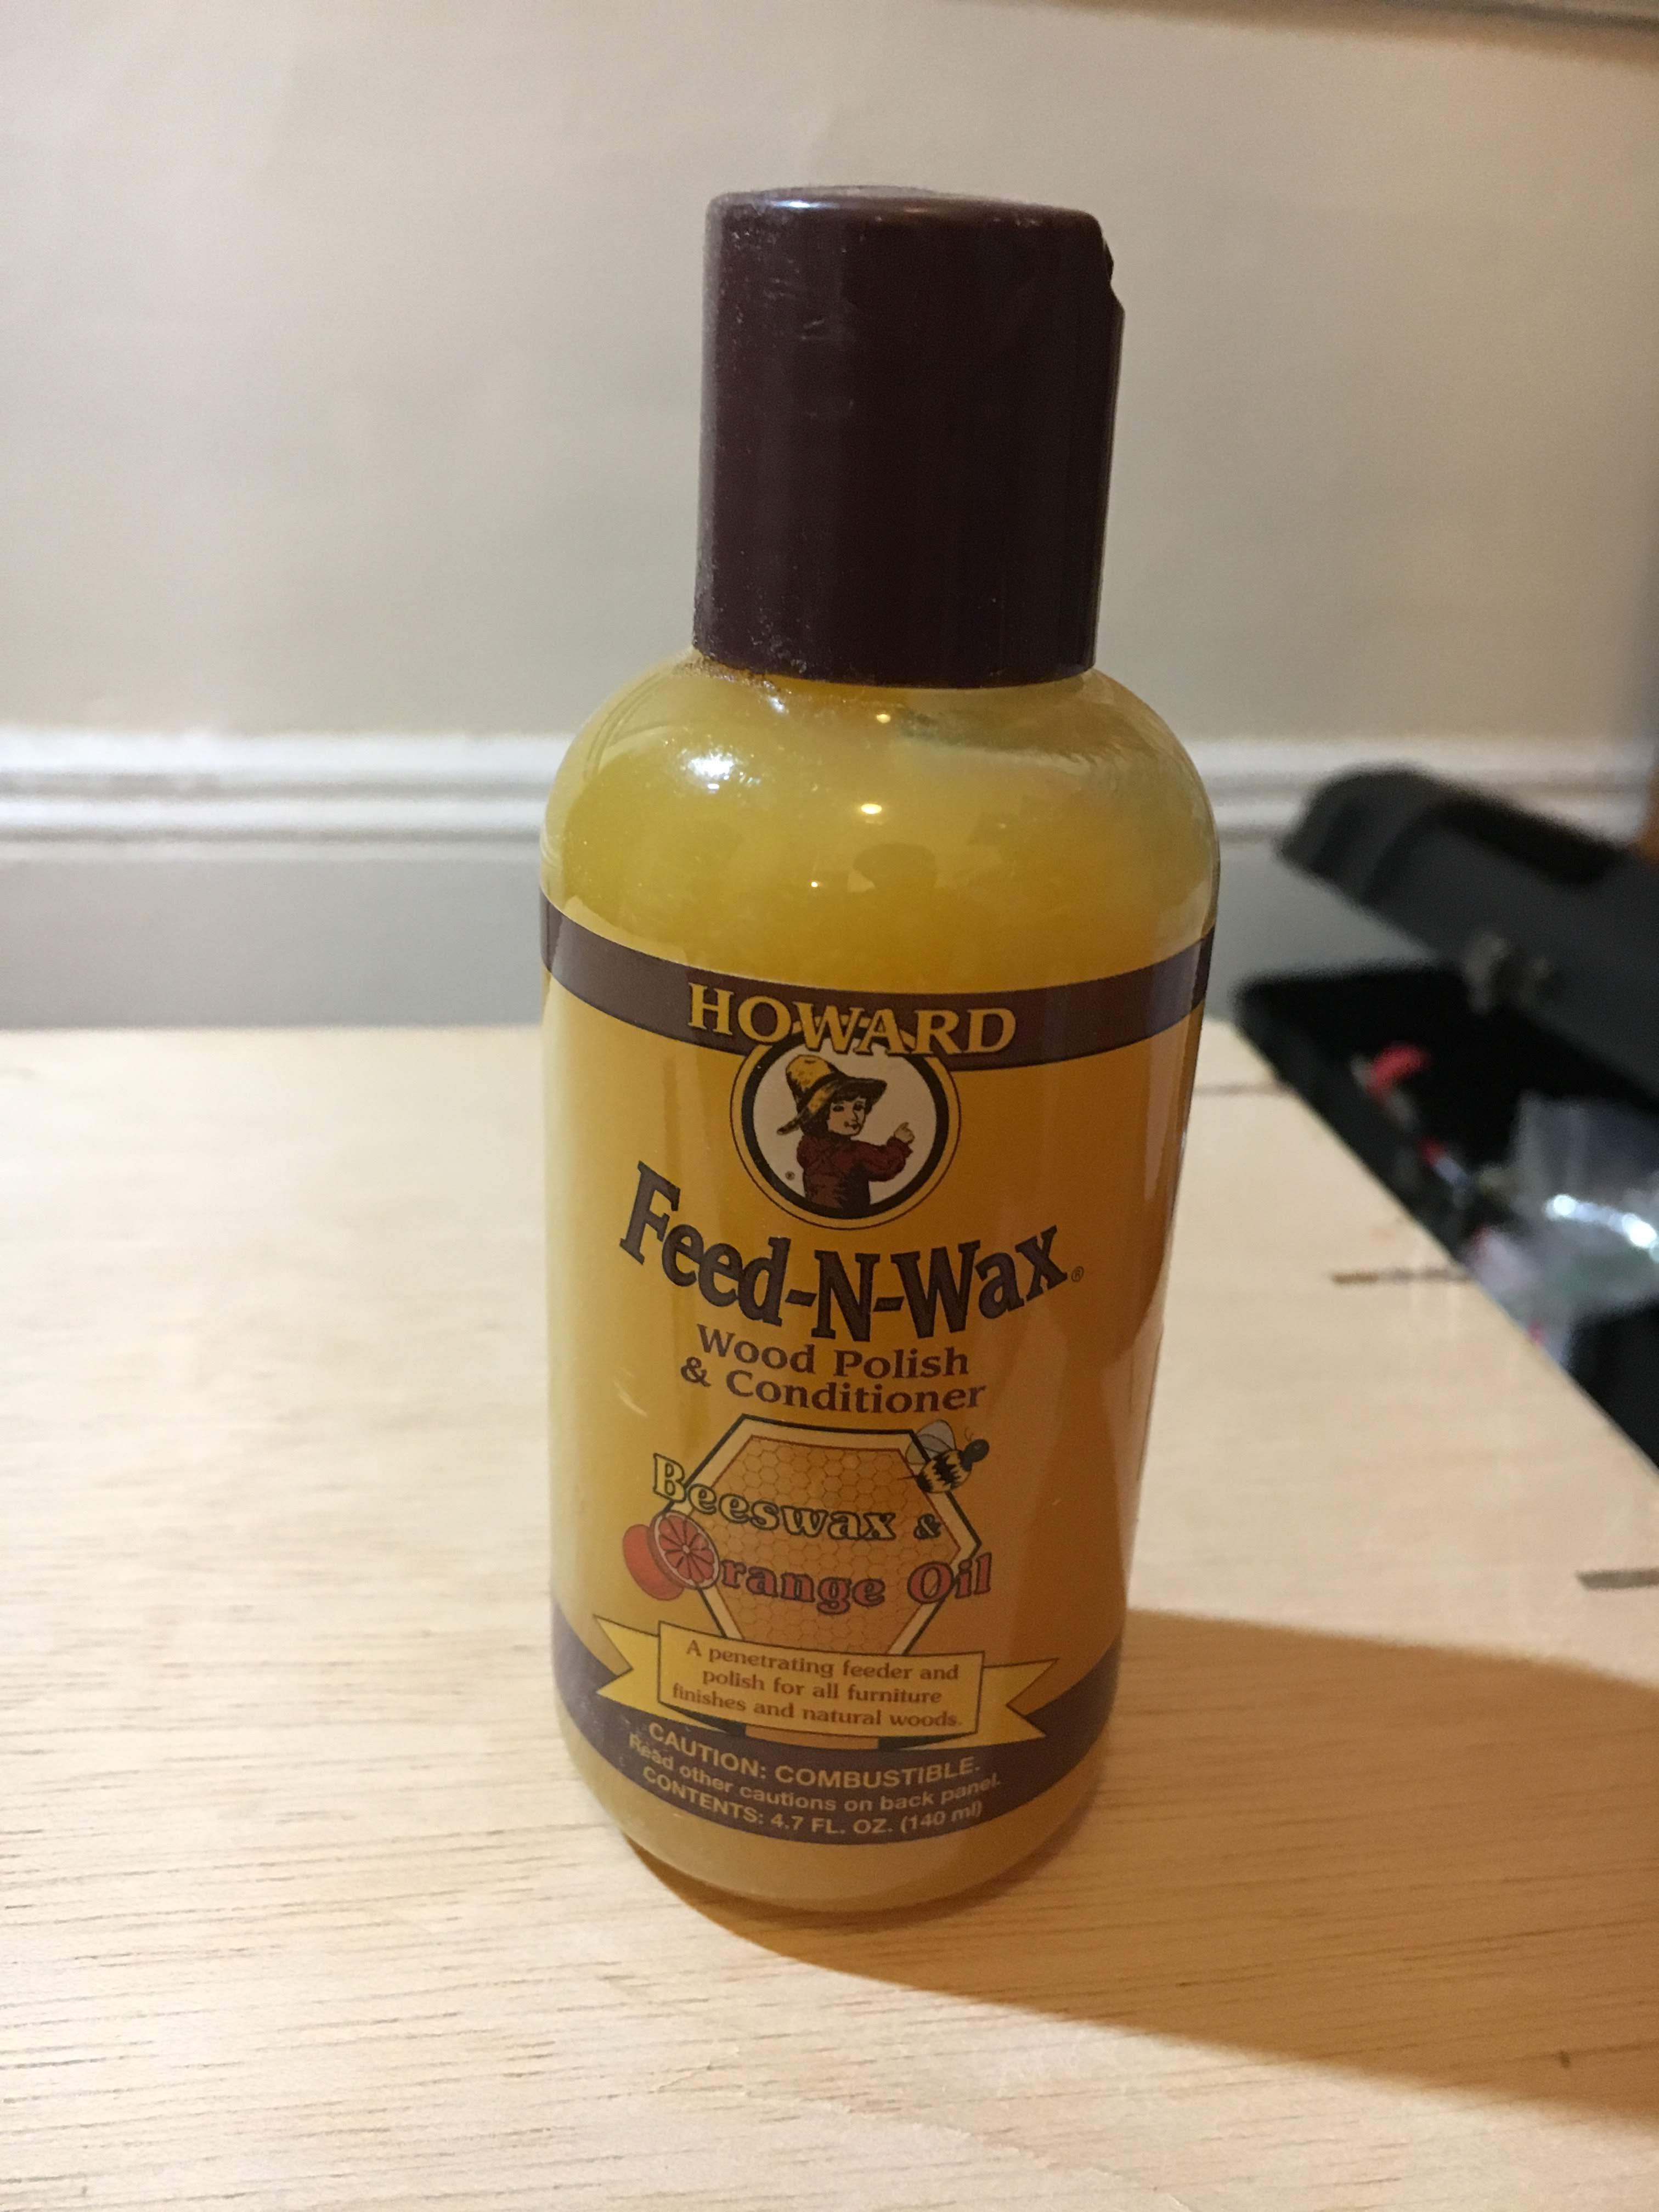 HOWARD
®
Feed-N-Wax®
Wood Polish
& Conditioner
Beeswax &
Orange Oil
A penetrating feeder and
polish for all furniture
finishes and natural woods.
CAUTION: COMBUSTIBLE.
Read other cautions on back panel.
CONTENTS: 4.7 FL. OZ. (140 ml)